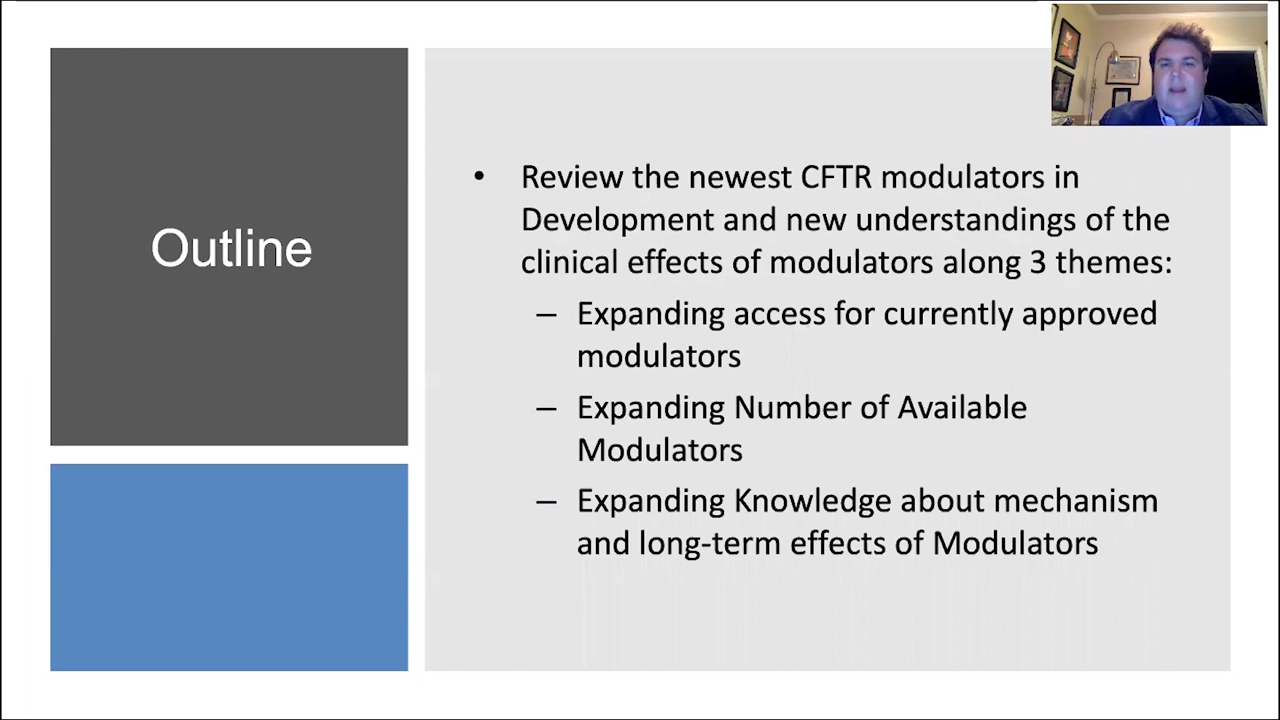 Outline
• Review the newest CFTR modulators in
Development and new understandings of the
clinical effects of modulators along 3 themes:
– Expanding access for currently approved
modulators
– Expanding Number of Available
Modulators
– Expanding Knowledge about mechanism
and long-term effects of Modulators